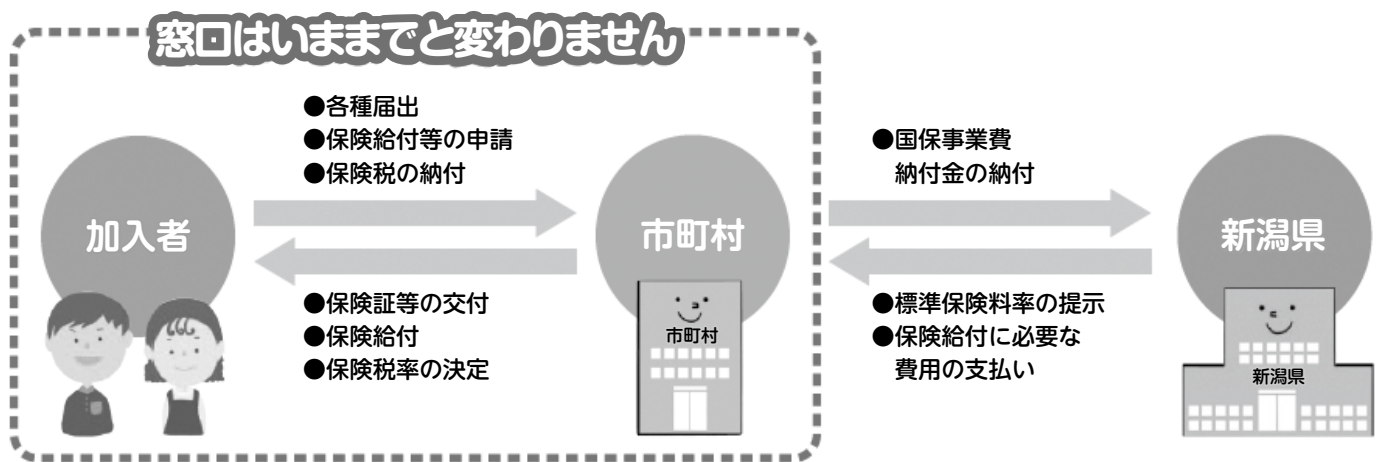 窓口はいままでと変わりません
●各種届出
●保険給付等の申請
●保険税の納付
●国保事業費
納付金の納付
加入者
市町村
新潟県
●保険証等の交付
●保険給付
●保険税率の決定
●標準保険料率の提示
●保険給付に必要な
費用の支払い
市町村
新潟県